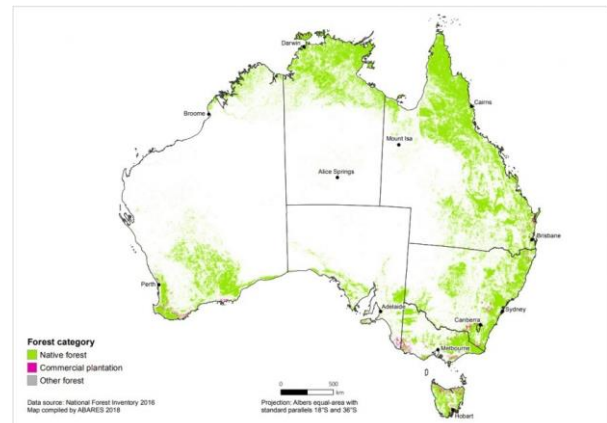 Darwin
Cairns
Broome
Mount Isa
Alice Springs
Brisbane
Perth
Adelaide
Sydney
Canberra
Melbourne
Hobart
Forest category
Native forest
Commercial plantation
Other forest
Data source: National Forest Inventory 2016
Map compiled by ABARES 2018
0 500
km
Projection: Albers equal-area with
standard parallels 18°S and 36°S